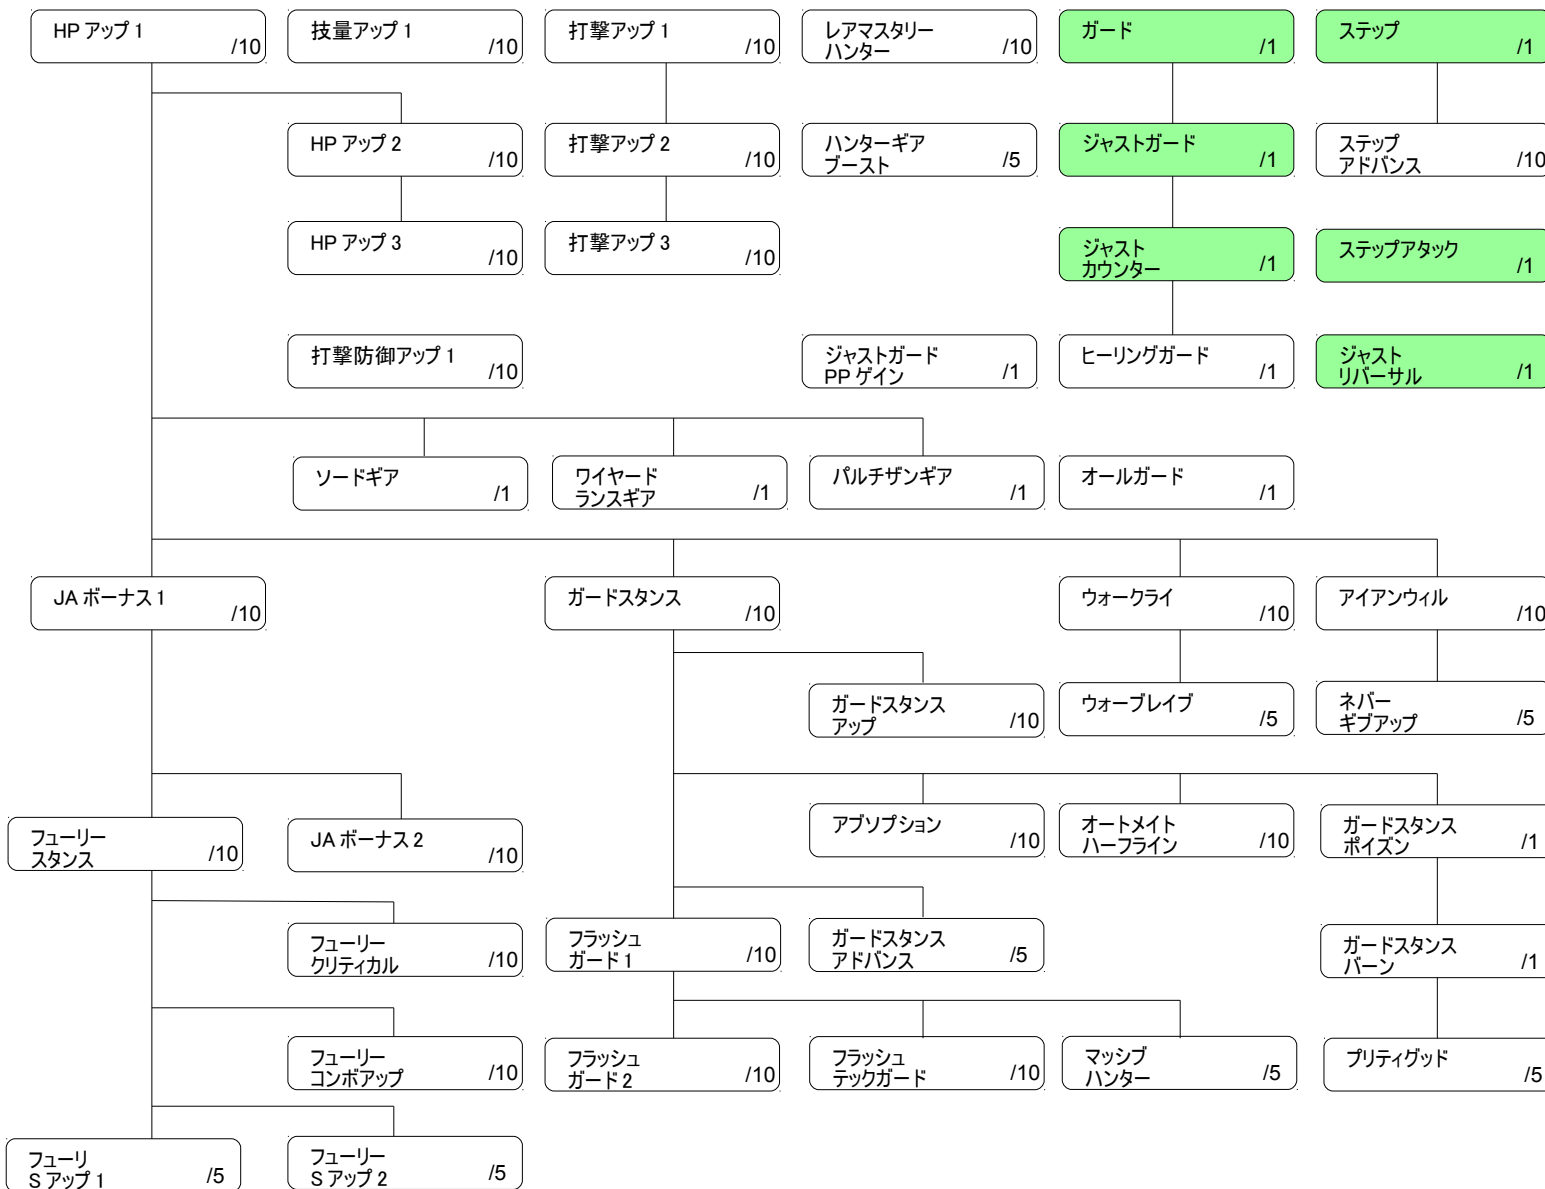 HP アップ 1
/10
技量アップ 1
/10
打撃アップ 1
/10
レアマスタリー
ハンター
/10
ガード
/1
ステップ
/1
HP アップ 2
/10
打撃アップ 2
/10
ハンターギア
ブースト
/5
ジャストガード
/1
ステップ
アドバンス
/10
HP アップ 3
/10
打撃アップ 3
/10
ジャスト
カウンター
/1
ステップアタック
/1
打撃防御アップ 1
/10
ジャストガード
PP ゲイン
/1
ヒーリングガード
/1
ジャスト
リバーサル
/1
ソードギア
/1
ワイヤード
ランスギア
/1
パルチザンギア
/1
オールガード
/1
JA ボーナス 1
/10
ガードスタンス
/10
ウォークライ
/10
アイアンウィル
/10
ガードスタンス
アップ
/10
ウォーブレイブ
/5
ネバー
ギブアップ
/5
フューリー
スタンス
/10
JA ボーナス 2
/10
アブソプション
/10
オートメイト
ハーフライン
/10
ガードスタンス
ポイズン
/1
フューリー
クリティカル
/10
フラッシュ
ガード 1
/10
ガードスタンス
アドバンス
/5
ガードスタンス
バーン
/1
フューリー
コンボアップ
/10
フラッシュ
ガード 2
/10
フラッシュ
テックガード
/10
マッシブ
ハンター
/5
プリティグッド
/5
フューリ
S アップ 1
/5
フューリー
S アップ 2
/5